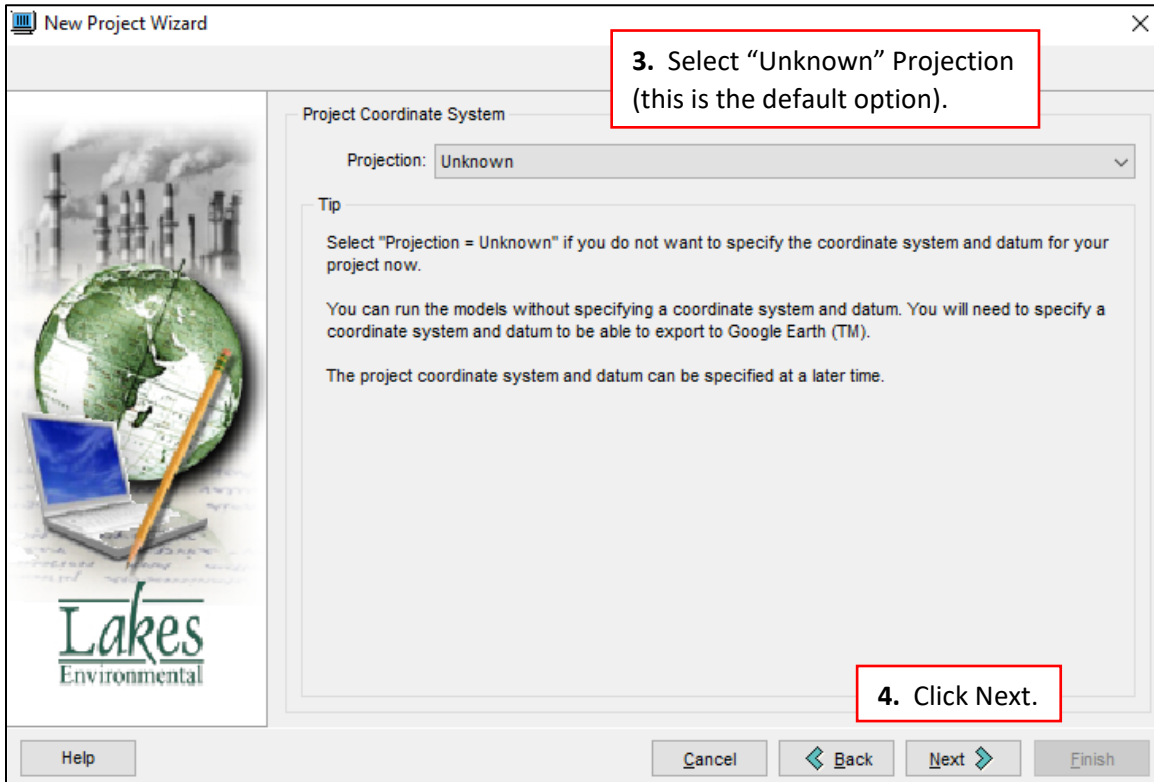 New Project Wizard
3. Select “Unknown” Projection
(this is the default option).
Project Coordinate System
Projection: Unknown
Tip
Select "Projection = Unknown" if you do not want to specify the coordinate system and datum for your
project now.
You can run the models without specifying a coordinate system and datum. You will need to specify a
coordinate system and datum to be able to export to Google Earth (TM).
The project coordinate system and datum can be specified at a later time.
Lakes
Environmental
4. Click Next.
Help
Cancel
Back
Next
Finish